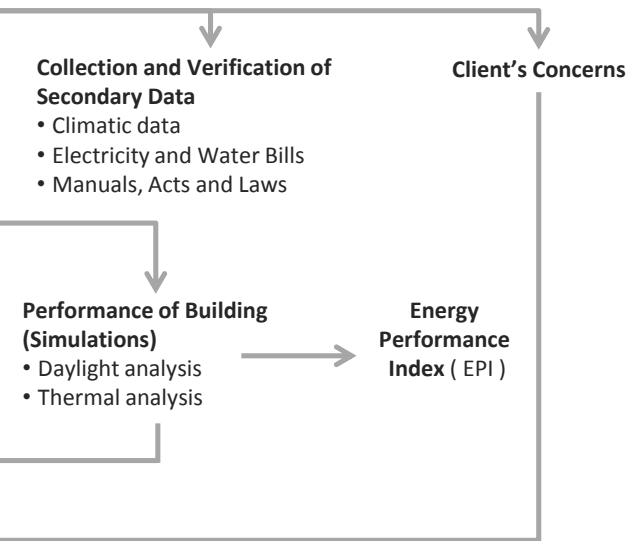 Collection and Verification of
Secondary Data
• Climatic data
• Electricity and Water Bills
• Manuals, Acts and Laws
Client's Concerns
Performance of Building
(Simulations)
• Daylight analysis
• Thermal analysis
Energy
Performance
Index ( EPI )